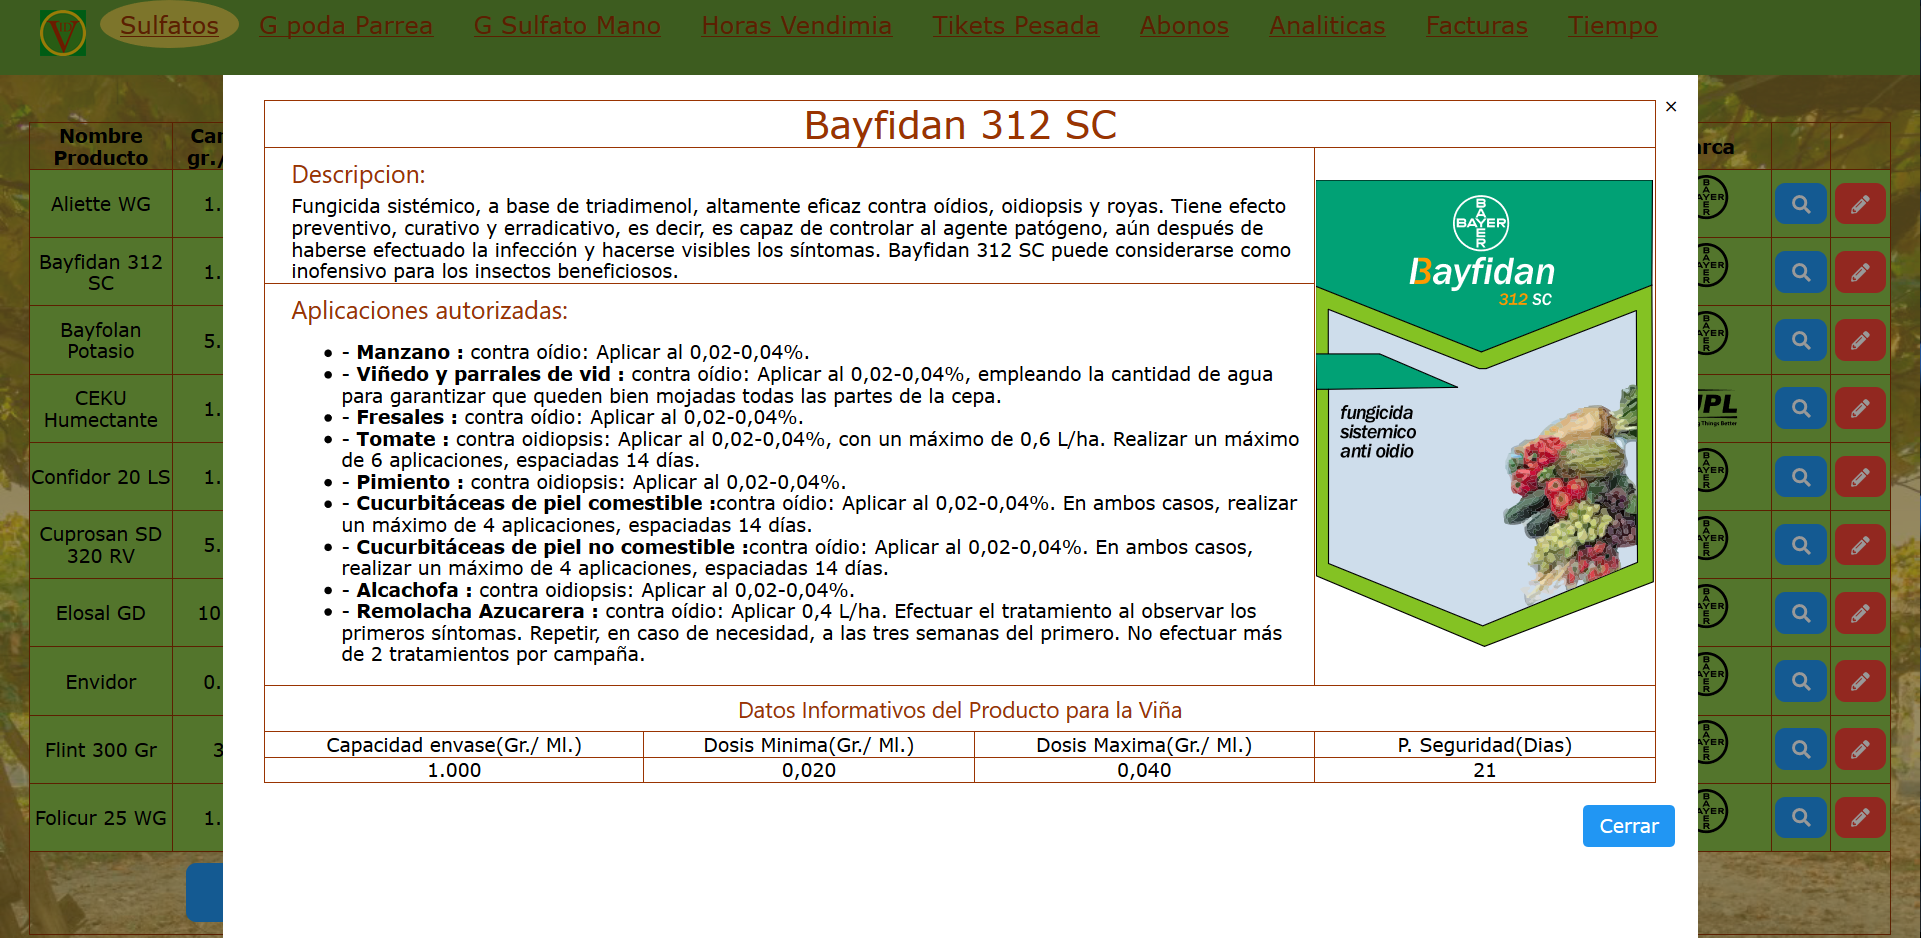 Sulfatos G poda Parrea G Sulfato Mano Horas Vendimia Tikets Pesada Abonos Analiticas Facturas Tiempo
×
Bayfidan 312 SC
Descripcion:
Fungicida sistémico, a base de triadimenol, altamente eficaz contra oídios, oidiopsis y royas. Tiene efecto
preventivo, curativo y erradicativo, es decir, es capaz de controlar al agente patógeno, aún después de
haberse efectuado la infección y hacerse visibles los síntomas. Bayfidan 312 SC puede considerarse como
inofensivo para los insectos beneficiosos.
Aplicaciones autorizadas:
- Manzano : contra oídio: Aplicar al 0,02-0,04%.
- Viñedo y parrales de vid : contra oídio: Aplicar al 0,02-0,04%, empleando la cantidad de agua
para garantizar que queden bien mojadas todas las partes de la cepa.
- Fresales : contra oídio: Aplicar al 0,02-0,04%.
- Tomate : contra oidiopsis: Aplicar al 0,02-0,04%, con un máximo de 0,6 L/ha. Realizar un máximo
de 6 aplicaciones, espaciadas 14 días.
- Pimiento : contra oidiopsis: Aplicar al 0,02-0,04%.
- Cucurbitáceas de piel comestible :contra oídio: Aplicar al 0,02-0,04%. En ambos casos, realizar
un máximo de 4 aplicaciones, espaciadas 14 días.
- Cucurbitáceas de piel no comestible :contra oídio: Aplicar al 0,02-0,04%. En ambos casos,
realizar un máximo de 4 aplicaciones, espaciadas 14 días.
- Alcachofa : contra oidiopsis: Aplicar al 0,02-0,04%.
- Remolacha Azucarera : contra oídio: Aplicar 0,4 L/ha. Efectuar el tratamiento al observar los
primeros síntomas. Repetir, en caso de necesidad, a las tres semanas del primero. No efectuar más
de 2 tratamientos por campaña.
BAYER
Bayfidan
312 SC
fungicida
sistemico
anti oidio
Datos Informativos del Producto para la Viña
Capacidad envase(Gr./ Ml.) Dosis Minima(Gr./ Ml.) Dosis Maxima(Gr./ Ml.) P. Seguridad(Dias)
1.000 0,020 0,040 21
Cerrar
Nombre
Producto
Aliette WG
Bayfidan 312
SC
Bayfolan
Potasio
CEKU
Humectante
Confidor 20 LS
Cuprosan SD
320 RV
Elosal GD
Envidor
Flint 300 Gr
Folicur 25 WG